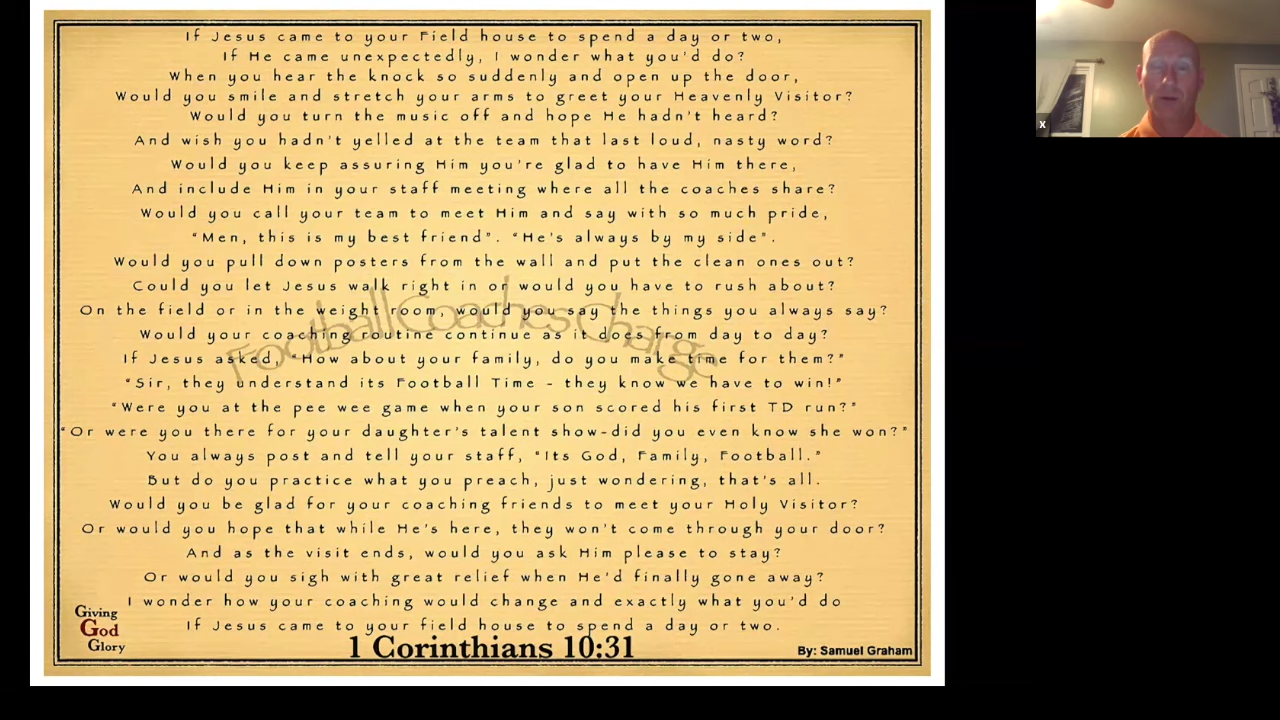 If Jesus came to your Field house to spend a day or two,
If He came unexpectedly, I wonder what you'd do?
When you hear the knock so suddenly and open up the door,
Would you smile and stretch your arms to greet your Heavenly Visitor?
Would you turn the music off and hope He hadn't heard?
And wish you hadn't yelled at the team that last loud, nasty word?
Would you keep assuring Him you're glad to have Him there,
And include Him in your staff meeting where all the coaches share?
Would you call your team to meet Him and say with so much pride,
"Men, this is my best friend". "He's always by my side".
Would you pull down posters from the wall and put the clean ones out?
Could you let Jesus walk right in or would you have to rush about?
On the field or in the weight room, would you say the things you always say?
Would your coaching routine continue as it does from day to day?
If Jesus asked, "How about your family, do you make time for them?"
"Sir, they understand its Football Time - they know we have to win!"
"Were you at the pee wee game when your son scored his first TD run?"
"Or were you there for your daughter's talent show-did you even know she won?"
You always post and tell your staff, "Its God, Family, Football."
But do you practice what you preach, just wondering, that's all.
Would you be glad for your coaching friends to meet your Holy Visitor?
Or would you hope that while He's here, they won't come through your door?
And as the visit ends, would you ask Him please to stay?
Or would you sigh with great relief when He'd finally gone away?
I wonder how your coaching would change and exactly what you'd do
If Jesus came to your field house to spend a day or two.
Football Coaches Charge
Giving
God
Glory
1 Corinthians 10:31
By: Samuel Graham
x